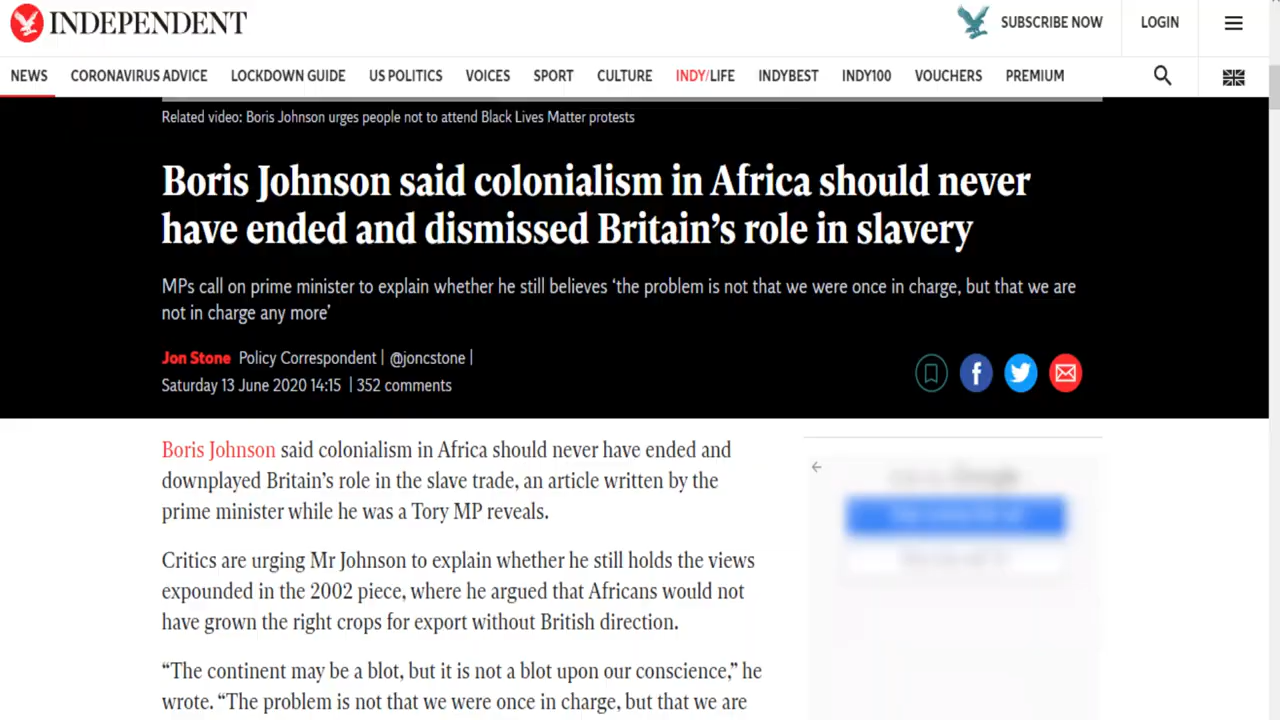 INDEPENDENT
SUBSCRIBE NOW
LOGIN
NEWS CORONAVIRUS ADVICE LOCKDOWN GUIDE US POLITICS VOICES SPORT CULTURE INDY/LIFE INDYBEST INDY100 VOUCHERS PREMIUM
Related video: Boris Johnson urges people not to attend Black Lives Matter protests
Boris Johnson said colonialism in Africa should never
have ended and dismissed Britain’s role in slavery
MPs call on prime minister to explain whether he still believes ‘the problem is not that we were once in charge, but that we are
not in charge any more’
Jon Stone Policy Correspondent | @joncstone |
Saturday 13 June 2020 14:15 | 352 comments
Boris Johnson said colonialism in Africa should never have ended and
downplayed Britain’s role in the slave trade, an article written by the
prime minister while he was a Tory MP reveals.
Critics are urging Mr Johnson to explain whether he still holds the views
expounded in the 2002 piece, where he argued that Africans would not
have grown the right crops for export without British direction.
“The continent may be a blot, but it is not a blot upon our conscience,” he
wrote. “The problem is not that we were once in charge, but that we are